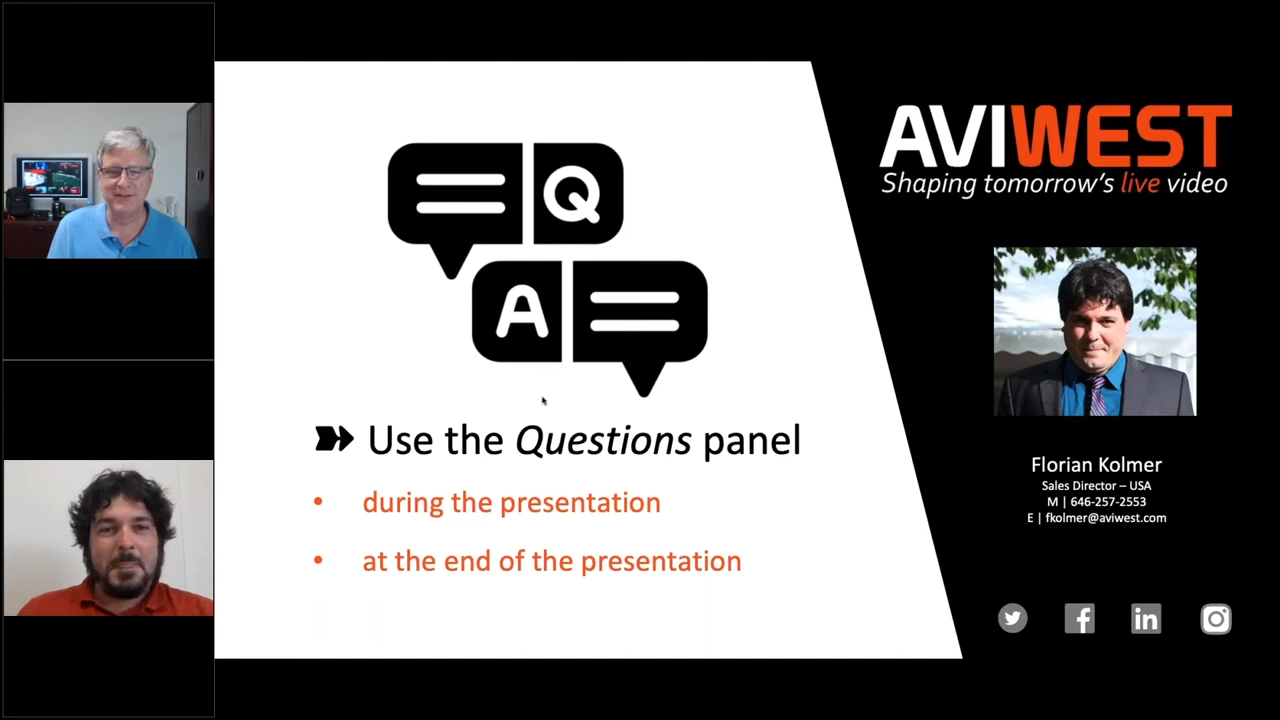 Q
A
Use the Questions panel
• during the presentation
• at the end of the presentation
AVIWEST
Shaping tomorrow's live video
Florian Kolmer
Sales Director – USA
M | 646-257-2553
E | fkolmer@aviwest.com